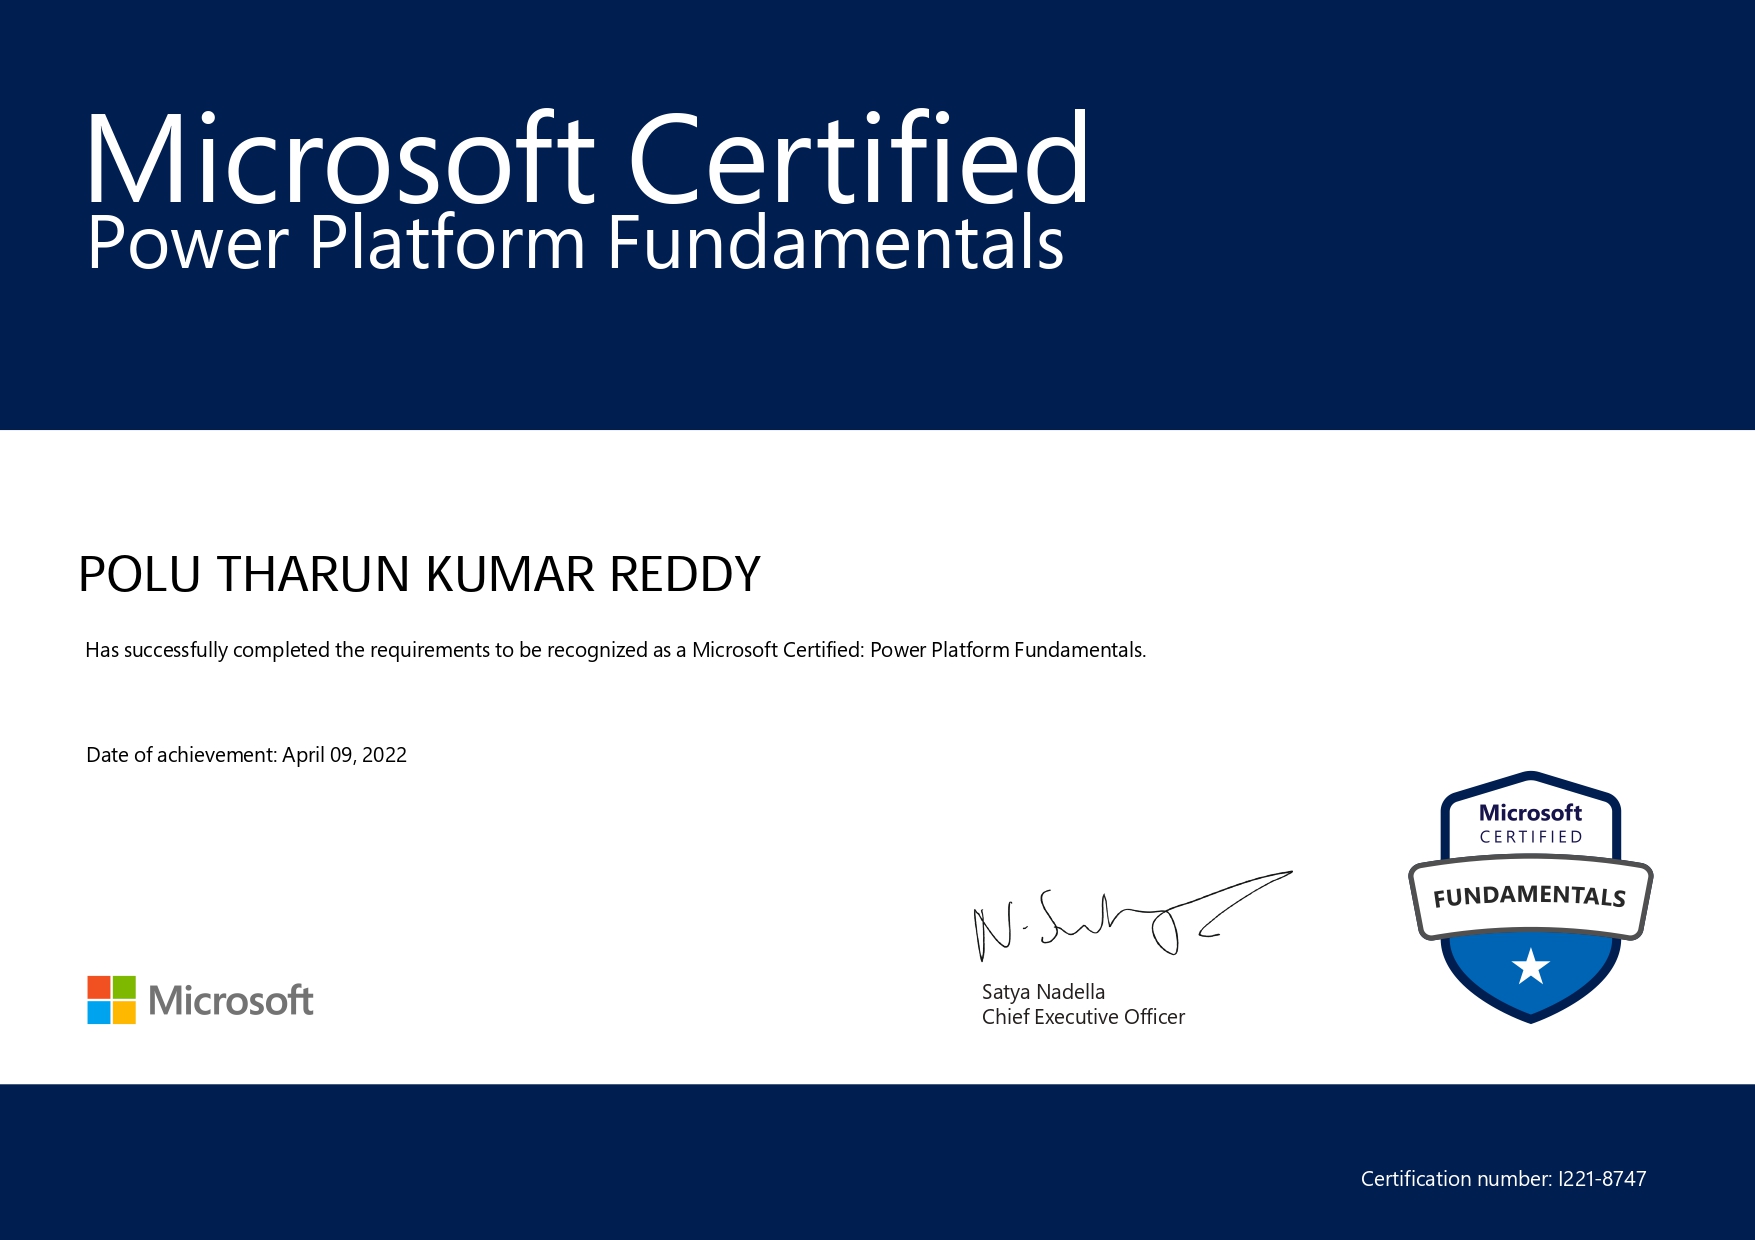 Microsoft Certified
Power Platform Fundamentals
POLU THARUN KUMAR REDDY
Has successfully completed the requirements to be recognized as a Microsoft Certified: Power Platform Fundamentals.
Date of achievement: April 09, 2022
Microsoft
CERTIFIED
FUNDAMENTALS
Satya Nadella
Chief Executive Officer
Microsoft
Certification number: I221-8747